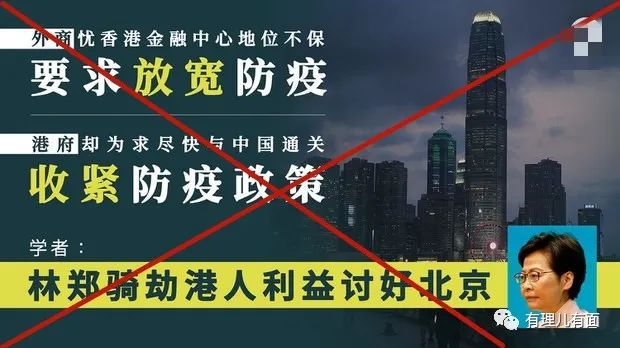 外商忧香港金融中心地位不保
要求放宽防疫
港府却为求尽快与中国通关
收紧防疫政策
学者：
林郑骑劫港人利益讨好北京
有理儿有面